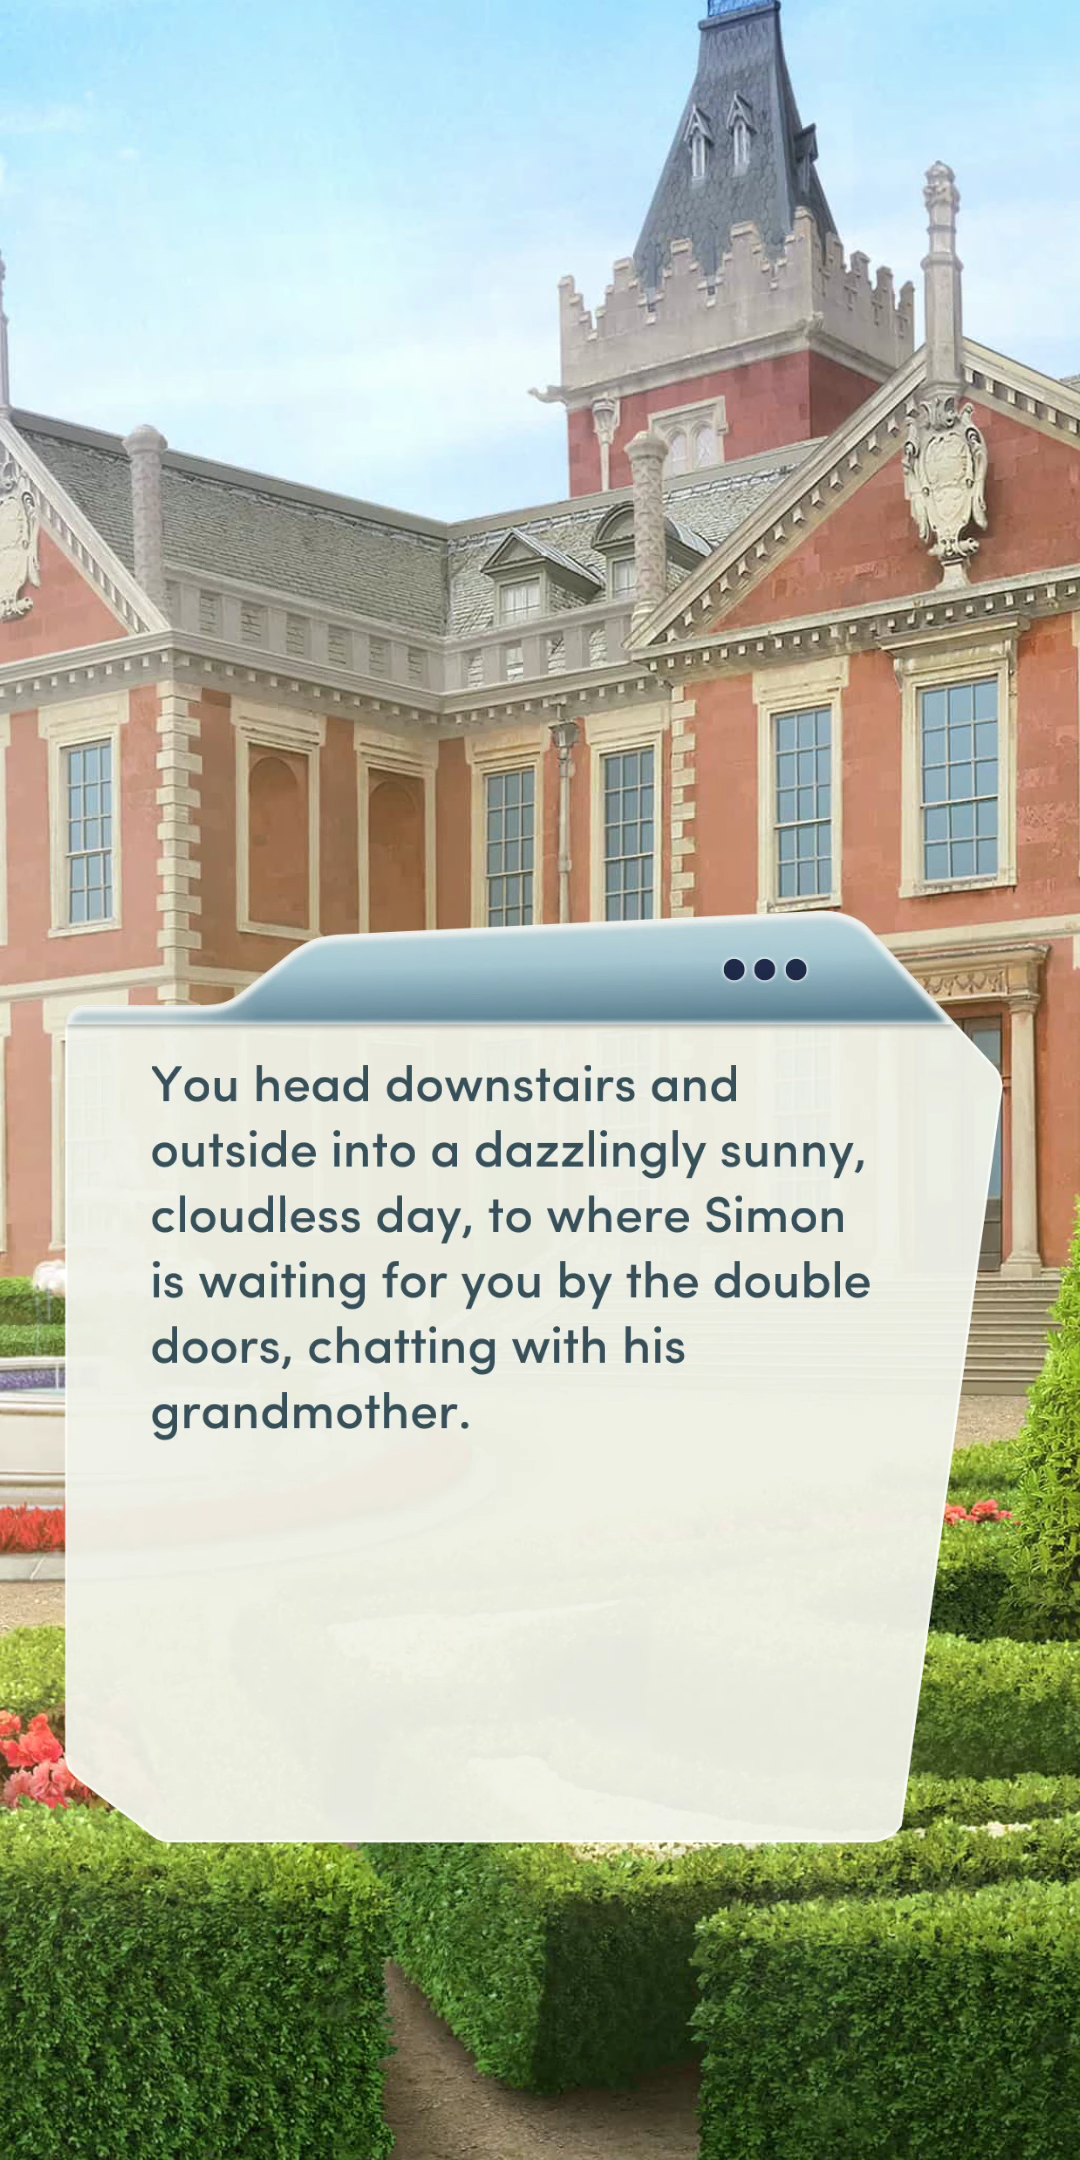 You head downstairs and
outside into a dazzlingly sunny,
cloudless day, to where Simon
is waiting for you by the double
doors, chatting with his
grandmother.